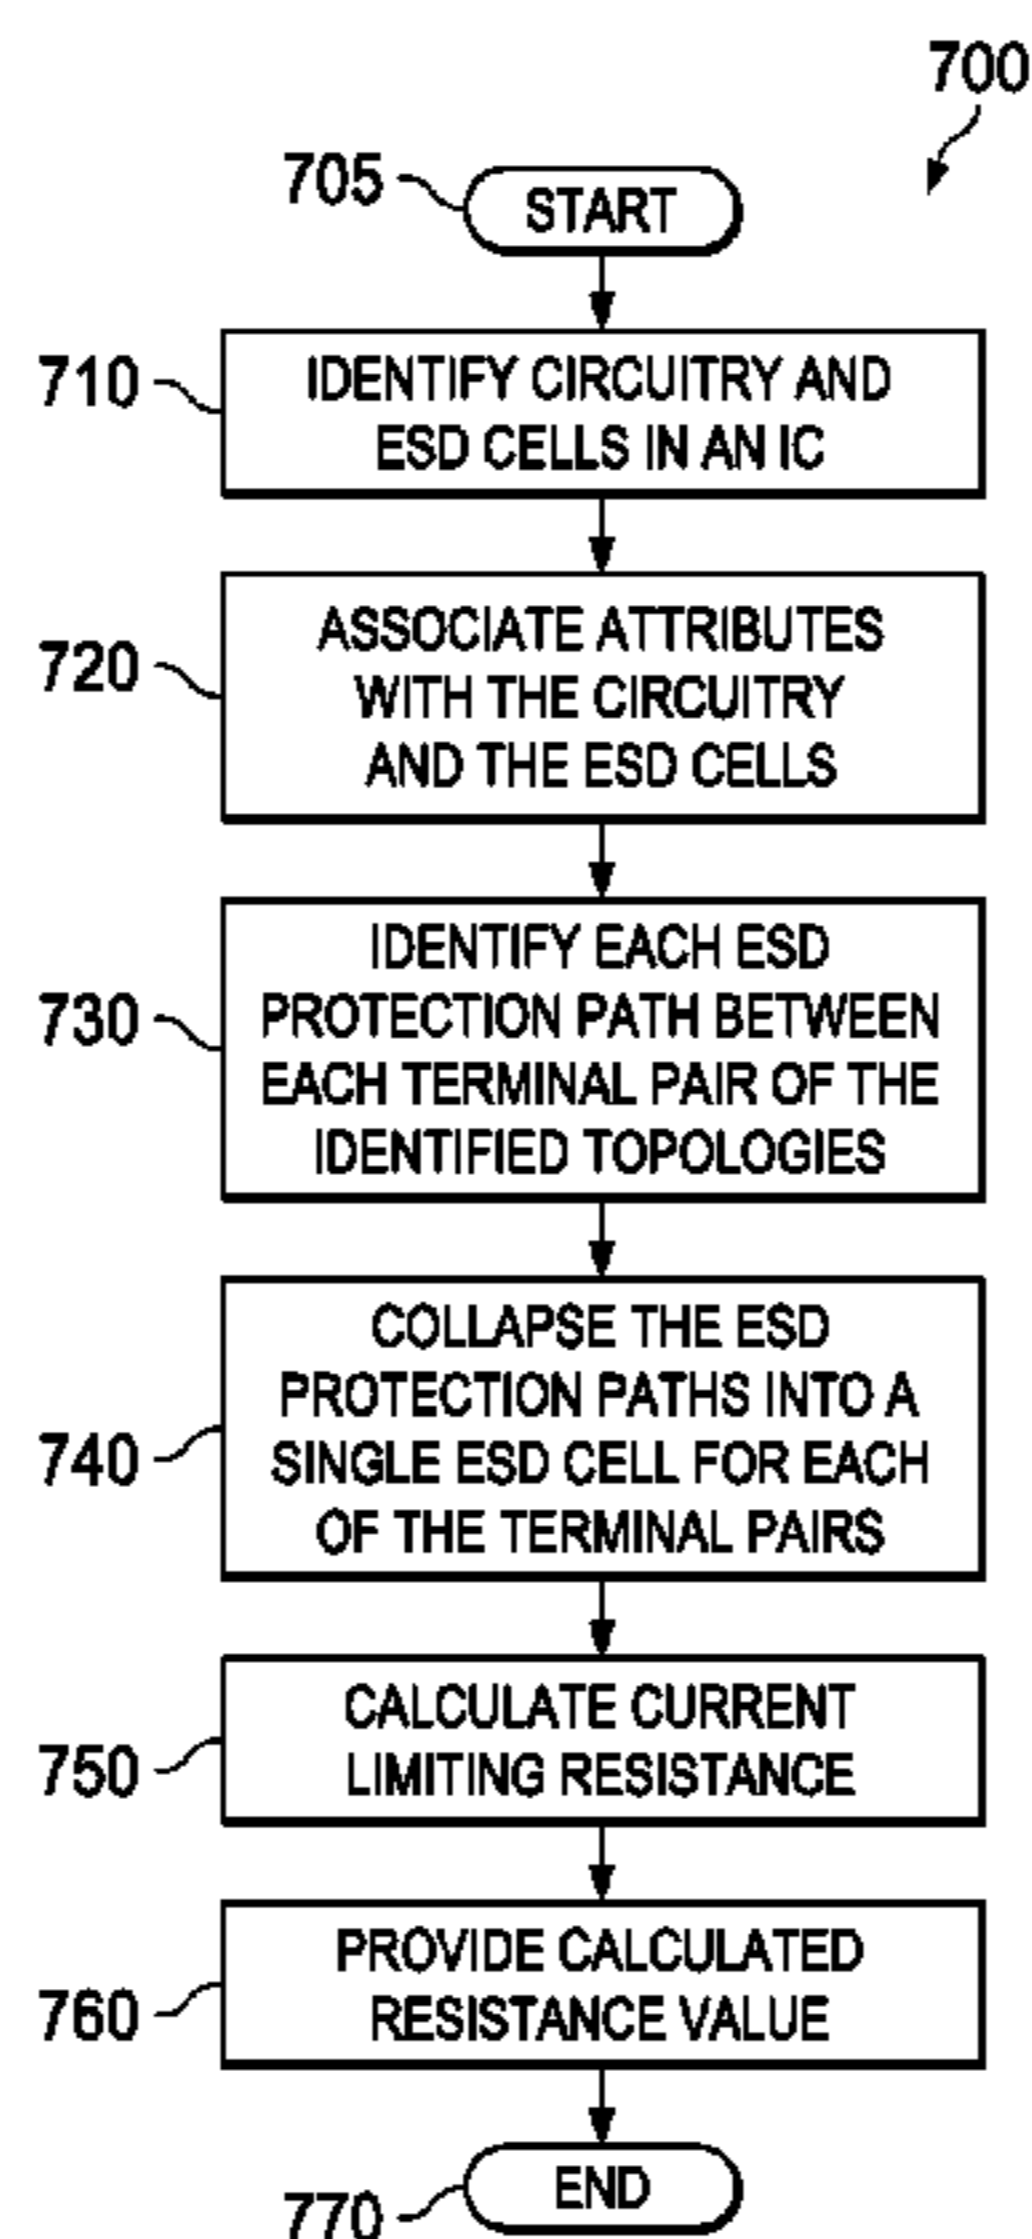 700
705
START
710
IDENTIFY CIRCUITRY AND
ESD CELLS IN AN IC
720
ASSOCIATE ATTRIBUTES
WITH THE CIRCUITRY
AND THE ESD CELLS
730
IDENTIFY EACH ESD
PROTECTION PATH BETWEEN
EACH TERMINAL PAIR OF THE
IDENTIFIED TOPOLOGIES
740
COLLAPSE THE ESD
PROTECTION PATHS INTO A
SINGLE ESD CELL FOR EACH
OF THE TERMINAL PAIRS
750
CALCULATE CURRENT
LIMITING RESISTANCE
760
PROVIDE CALCULATED
RESISTANCE VALUE
770
END